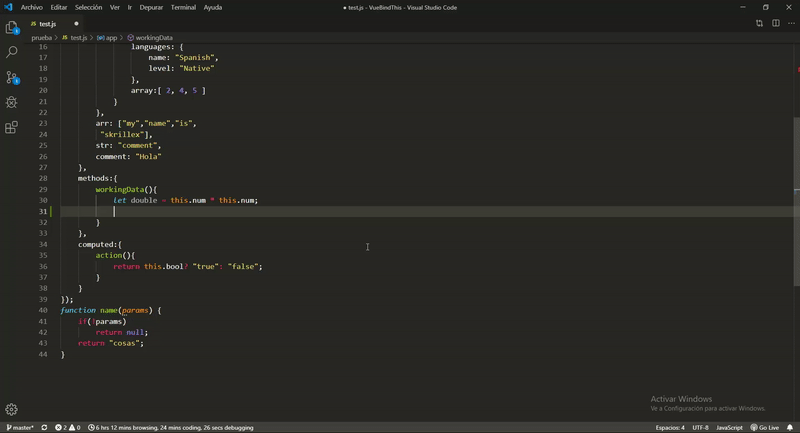 Archivo Editar Selección Ver Ir Depurar Terminal Ayuda
● test.js - VueBindThis - Visual Studio Code
JS test.js ●
prueba > JS test.js > app > workingData
16 languages: {
17 name: "Spanish",
18 level: "Native"
19 },
20 array:[ 2, 4, 5 ]
21 }
22 },
23 arr: ["my","name","is",
24 "skrillex"],
25 str: "comment",
26 comment: "Hola"
27 },
28 methods:{
29 workingData(){
30 let double = this.num * this.num;
31
32 }
33 },
34 computed:{
35 action(){
36 return this.bool? "true": "false";
37 }
38 }
39 });
40 function name(params) {
41 if(!params)
42 return null;
43 return "cosas";
44 }
Activar Windows
Ve a Configuración para activar Windows.
master* 2 0 6 hrs 12 mins browsing, 24 mins coding, 26 secs debugging Espacios: 4 UTF-8 JavaScript Go Live